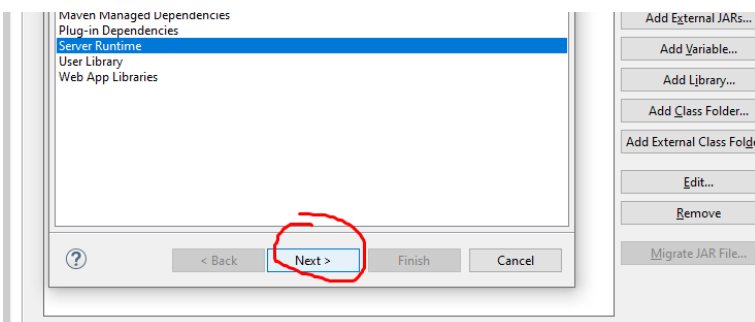 Maven Managed Dependencies
Plug-in Dependencies
Server Runtime
User Library
Web App Libraries
? < Back Next > Finish Cancel
Add External JARs...
Add Variable...
Add Library...
Add Class Folder...
Add External Class Folde
Edit...
Remove
Migrate JAR File...